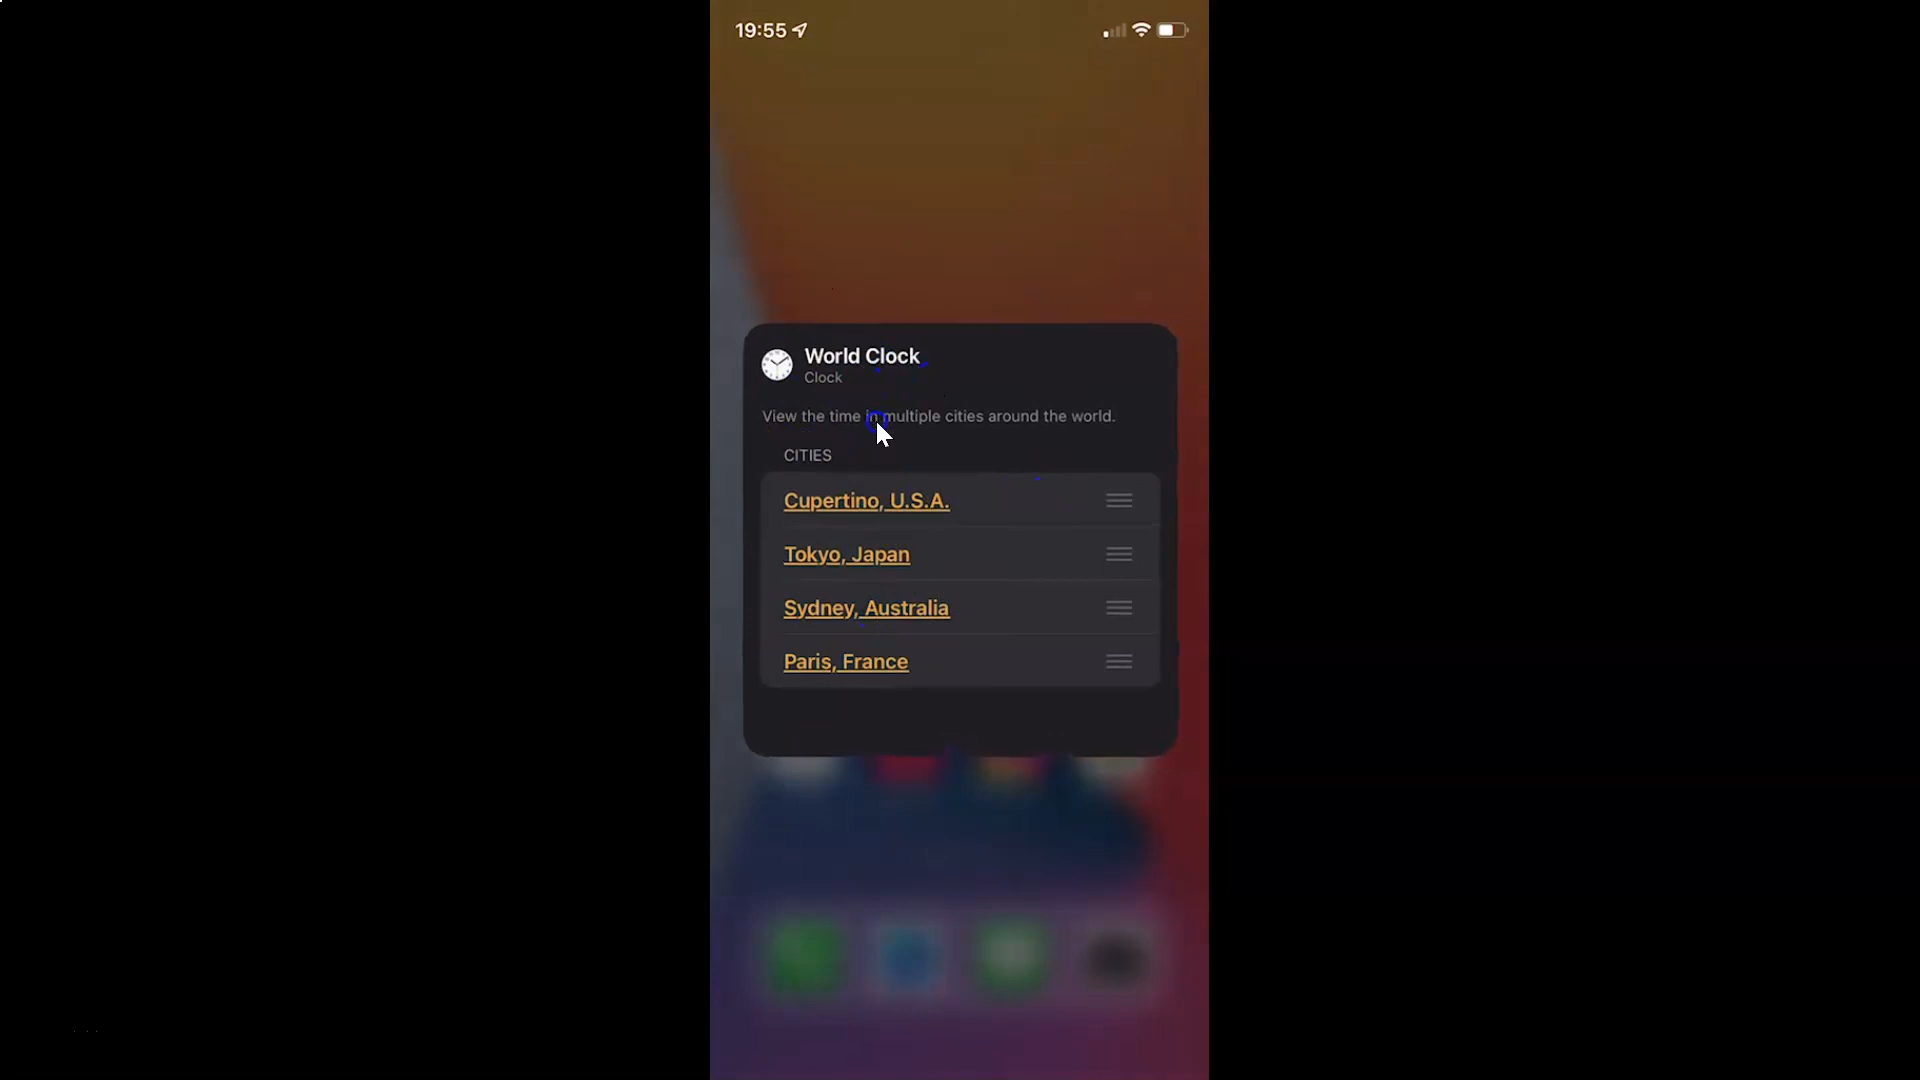 19:55
World Clock
Clock
View the time in multiple cities around the world.
CITIES
Cupertino, U.S.A.
Tokyo, Japan
Sydney, Australia
Paris, France